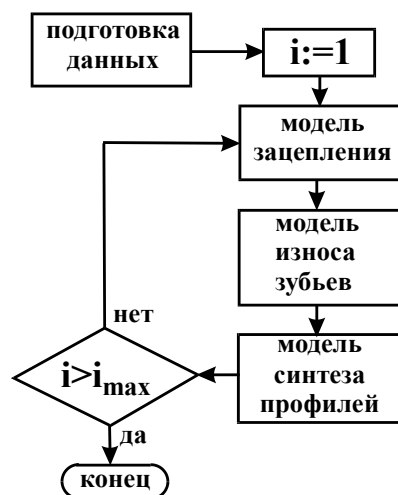 подготовка
данных
i:=1
модель
зацепления
модель
износа
зубьев
модель
синтеза
профилей
нет
i>imax
да
конец